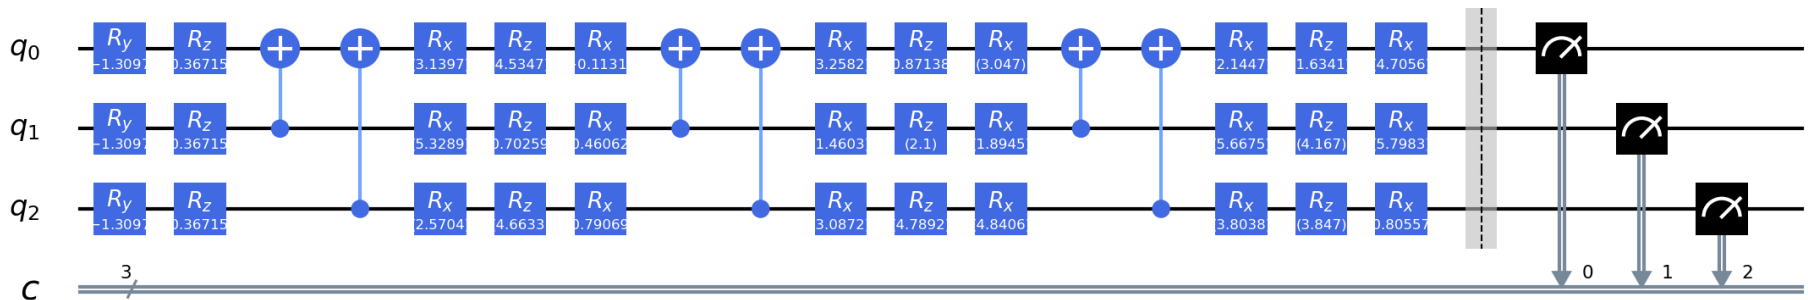 q0 Ry −1.3097 Rz 0.36715 Rx 3.1397 Rz 4.5347 Rx -0.1131 Rx 3.2582 Rz 0.87138 Rx (3.047) Rx 2.1447 Rz 1.6341 Rx 4.7056
q1 Ry −1.3097 Rz 0.36715 Rx 5.3289 Rz 0.70259 Rx 0.46062 Rx 1.4603 Rz (2.1) Rx 1.8945 Rx 5.6675 Rz (4.167) Rx 5.7983
q2 Ry −1.3097 Rz 0.36715 Rx 2.5704 Rz 4.6633 Rx 0.79069 Rx 3.0872 Rz 4.7892 Rx 4.8406 Rx 3.8038 Rz (3.847) Rx 0.80557
c 3 0 1 2